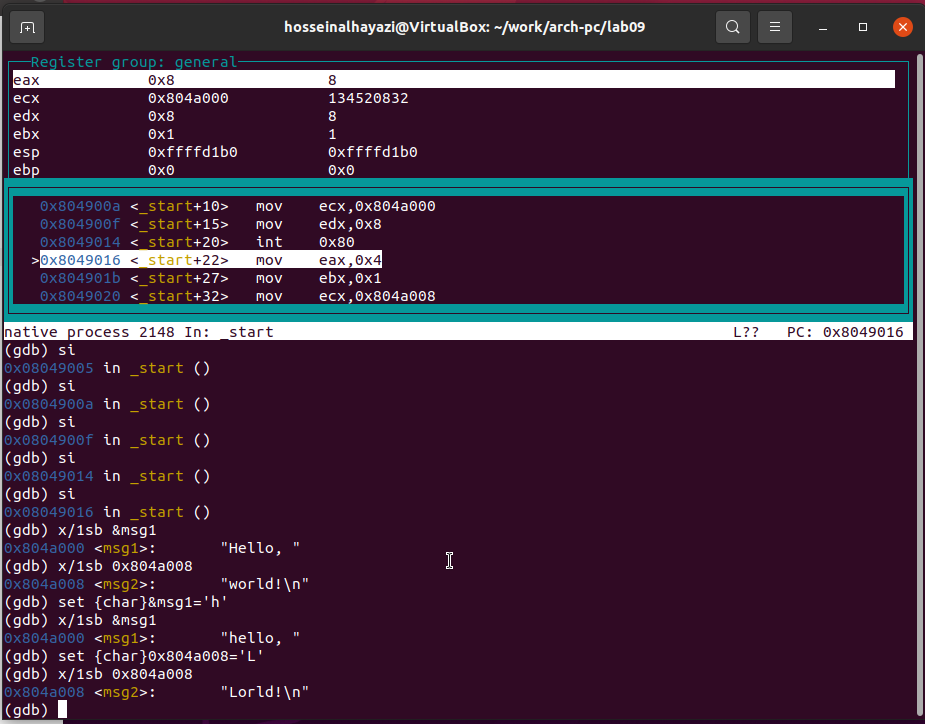 hosseinalhayazi@VirtualBox: ~/work/arch-pc/lab09
Register group: general
eax 0x8 8
ecx 0x804a000 134520832
edx 0x8 8
ebx 0x1 1
esp 0xffffd1b0 0xffffd1b0
ebp 0x0 0x0
0x804900a <_start+10> mov ecx,0x804a000
0x804900f <_start+15> mov edx,0x8
0x8049014 <_start+20> int 0x80
>0x8049016 <_start+22> mov eax,0x4
0x804901b <_start+27> mov ebx,0x1
0x8049020 <_start+32> mov ecx,0x804a008
native process 2148 In: _start L?? PC: 0x8049016
(gdb) si
0x08049005 in _start ()
(gdb) si
0x0804900a in _start ()
(gdb) si
0x0804900f in _start ()
(gdb) si
0x08049014 in _start ()
(gdb) si
0x08049016 in _start ()
(gdb) x/1sb &msg1
0x804a000 <msg1>: "Hello, "
(gdb) x/1sb 0x804a008
0x804a008 <msg2>: "world!\n"
(gdb) set {char}&msg1='h'
(gdb) x/1sb &msg1
0x804a000 <msg1>: "hello, "
(gdb) set {char}0x804a008='L'
(gdb) x/1sb 0x804a008
0x804a008 <msg2>: "Lorld!\n"
(gdb)